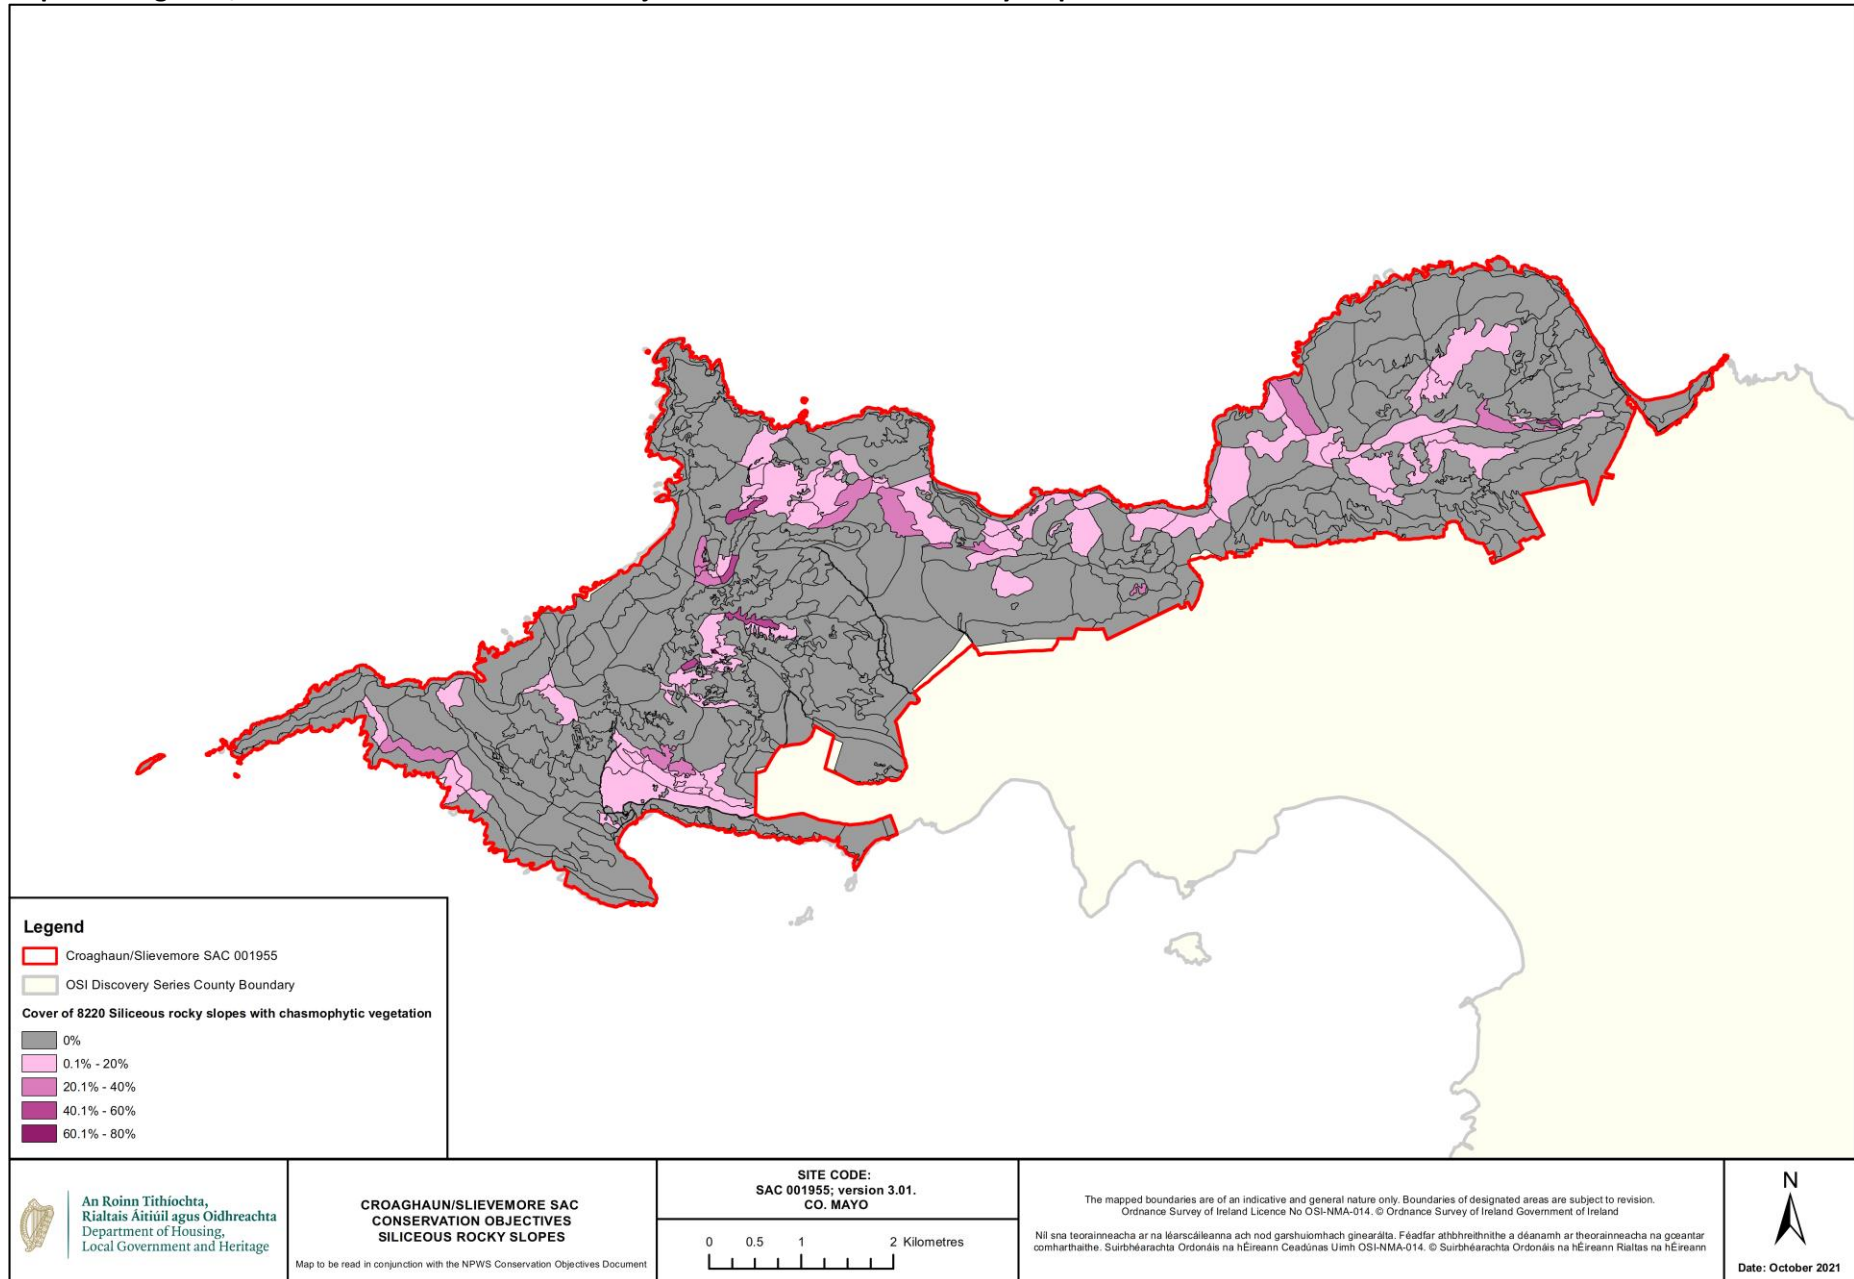 Legend
Croaghaun/Slievemore SAC 001955
OSI Discovery Series County Boundary
Cover of 8220 Siliceous rocky slopes with chasmophytic vegetation
0%
0.1% - 20%
20.1% - 40%
40.1% - 60%
60.1% - 80%
An Roinn Tithíochta,
Rialtais Áitiúil agus Oidhreachta
Department of Housing,
Local Government and Heritage
CROAGHAUN/SLIEVEMORE SAC
CONSERVATION OBJECTIVES
SILICEOUS ROCKY SLOPES
Map to be read in conjunction with the NPWS Conservation Objectives Document
SITE CODE:
SAC 001955; version 3.01.
CO. MAYO
0 0.5 1 2 Kilometres
The mapped boundaries are of an indicative and general nature only. Boundaries of designated areas are subject to revision.
Ordnance Survey of Ireland Licence No OSI-NMA-014. © Ordnance Survey of Ireland Government of Ireland
Níl sna teorainneacha ar na léarscáileanna ach nod garshuiomhach ginearálta. Féadfar athbhreithnithe a déanamh ar theorainneacha na gceantar
comharthaithe. Suirbhéarachta Ordonáis na hÉireann Ceadúnas Uimh OSI-NMA-014. © Suirbhéarachta Ordonáis na hÉireann Rialtas na hÉireann
N
Date: October 2021